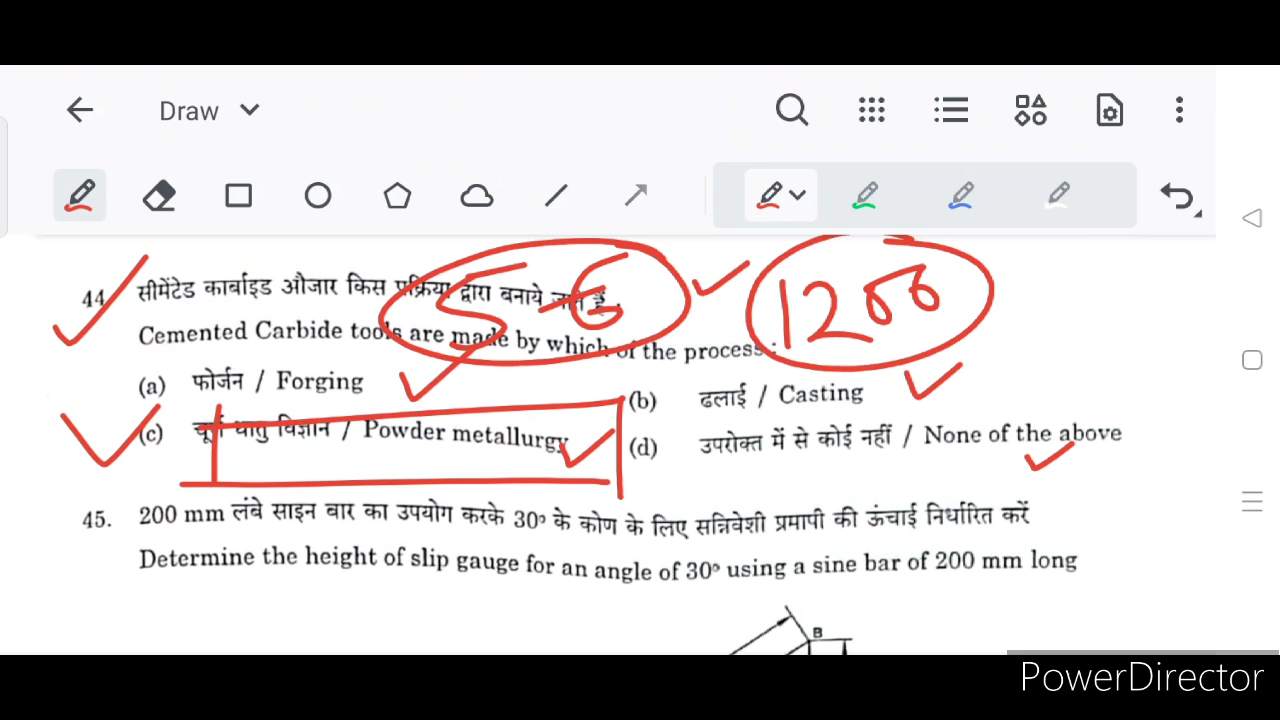 Draw
5-6
1200
44. सीमेंटेड कार्बाइड औजार किस प्रक्रिया द्वारा बनाये जाते हैं :
Cemented Carbide tools are made by which of the process :
(a) फोर्जन / Forging
(b) ढलाई / Casting
(c) चूर्ण धातु विज्ञान / Powder metallurgy
(d) उपरोक्त में से कोई नहीं / None of the above
45. 200 mm लंबे साइन बार का उपयोग करके 30° के कोण के लिए सन्निवेशी प्रमापी की ऊंचाई निर्धारित करें
Determine the height of slip gauge for an angle of 30° using a sine bar of 200 mm long
B
PowerDirector